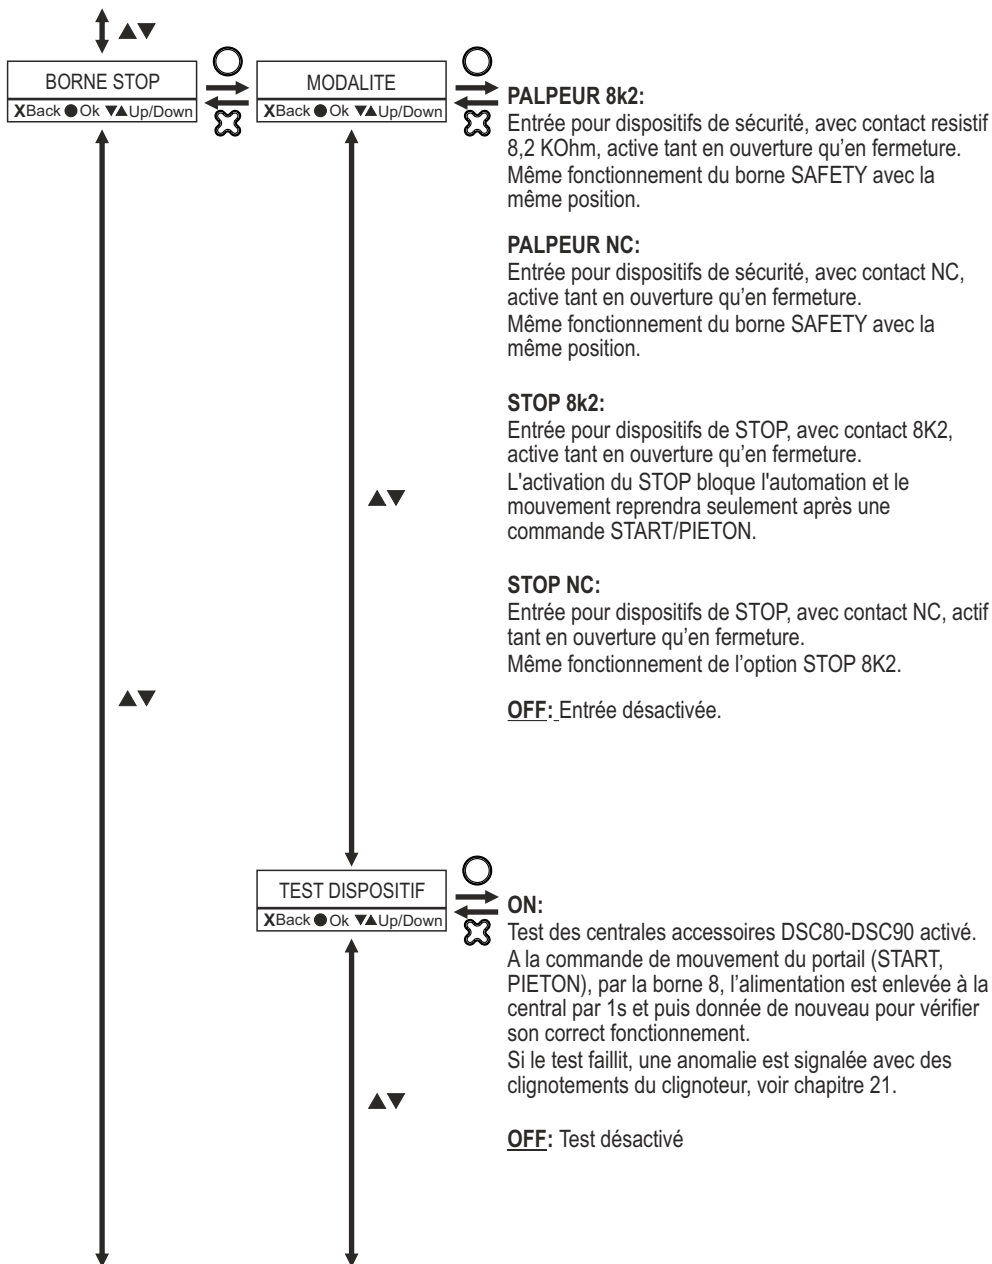 ▲▼
BORNE STOP
XBack ● Ok ▼▲Up/Down
MODALITE
XBack ● Ok ▼▲Up/Down
PALPEUR 8k2:
Entrée pour dispositifs de sécurité, avec contact resistif
8,2 KOhm, active tant en ouverture qu’en fermeture.
Même fonctionnement du borne SAFETY avec la
même position.
PALPEUR NC:
Entrée pour dispositifs de sécurité, avec contact NC,
active tant en ouverture qu’en fermeture.
Même fonctionnement du borne SAFETY avec la
même position.
STOP 8k2:
Entrée pour dispositifs de STOP, avec contact 8K2,
active tant en ouverture qu’en fermeture.
L'activation du STOP bloque l'automation et le
mouvement reprendra seulement après une
commande START/PIETON.
▲▼
STOP NC:
Entrée pour dispositifs de STOP, avec contact NC, actif
tant en ouverture qu’en fermeture.
Même fonctionnement de l’option STOP 8K2.
▲▼
OFF: Entrée désactivée.
TEST DISPOSITIF
XBack ● Ok ▼▲Up/Down
ON:
Test des centrales accessoires DSC80-DSC90 activé.
A la commande de mouvement du portail (START,
PIETON), par la borne 8, l’alimentation est enlevée à la
central par 1s et puis donnée de nouveau pour vérifier
son correct fonctionnement.
Si le test faillit, une anomalie est signalée avec des
clignotements du clignoteur, voir chapitre 21.
▲▼
OFF: Test désactivé